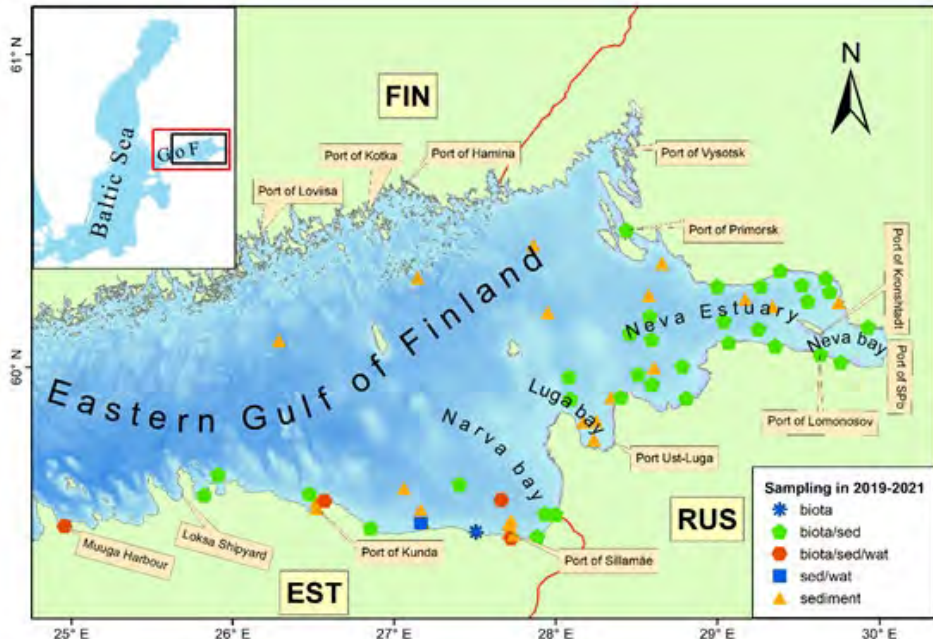 61° N
60° N
Baltic Sea
GoF
FIN
N
Port of Kotka
Port of Hamina
Port of Vysotsk
Port of Loviisa
Port of Primorsk
Port of Kronshtadt
Eastern Gulf of Finland
Neva Estuary
Neva bay
Port of SPb
Luga bay
Port of Lomonosov
Narva bay
Port Ust-Luga
RUS
Loksa Shipyard
Muuga Harbour
Port of Kunda
Port of Sillamäe
EST
Sampling in 2019-2021
biota
biota/sed
biota/sed/wat
sed/wat
sediment
25° E
26° E
27° E
28° E
29° E
30° E